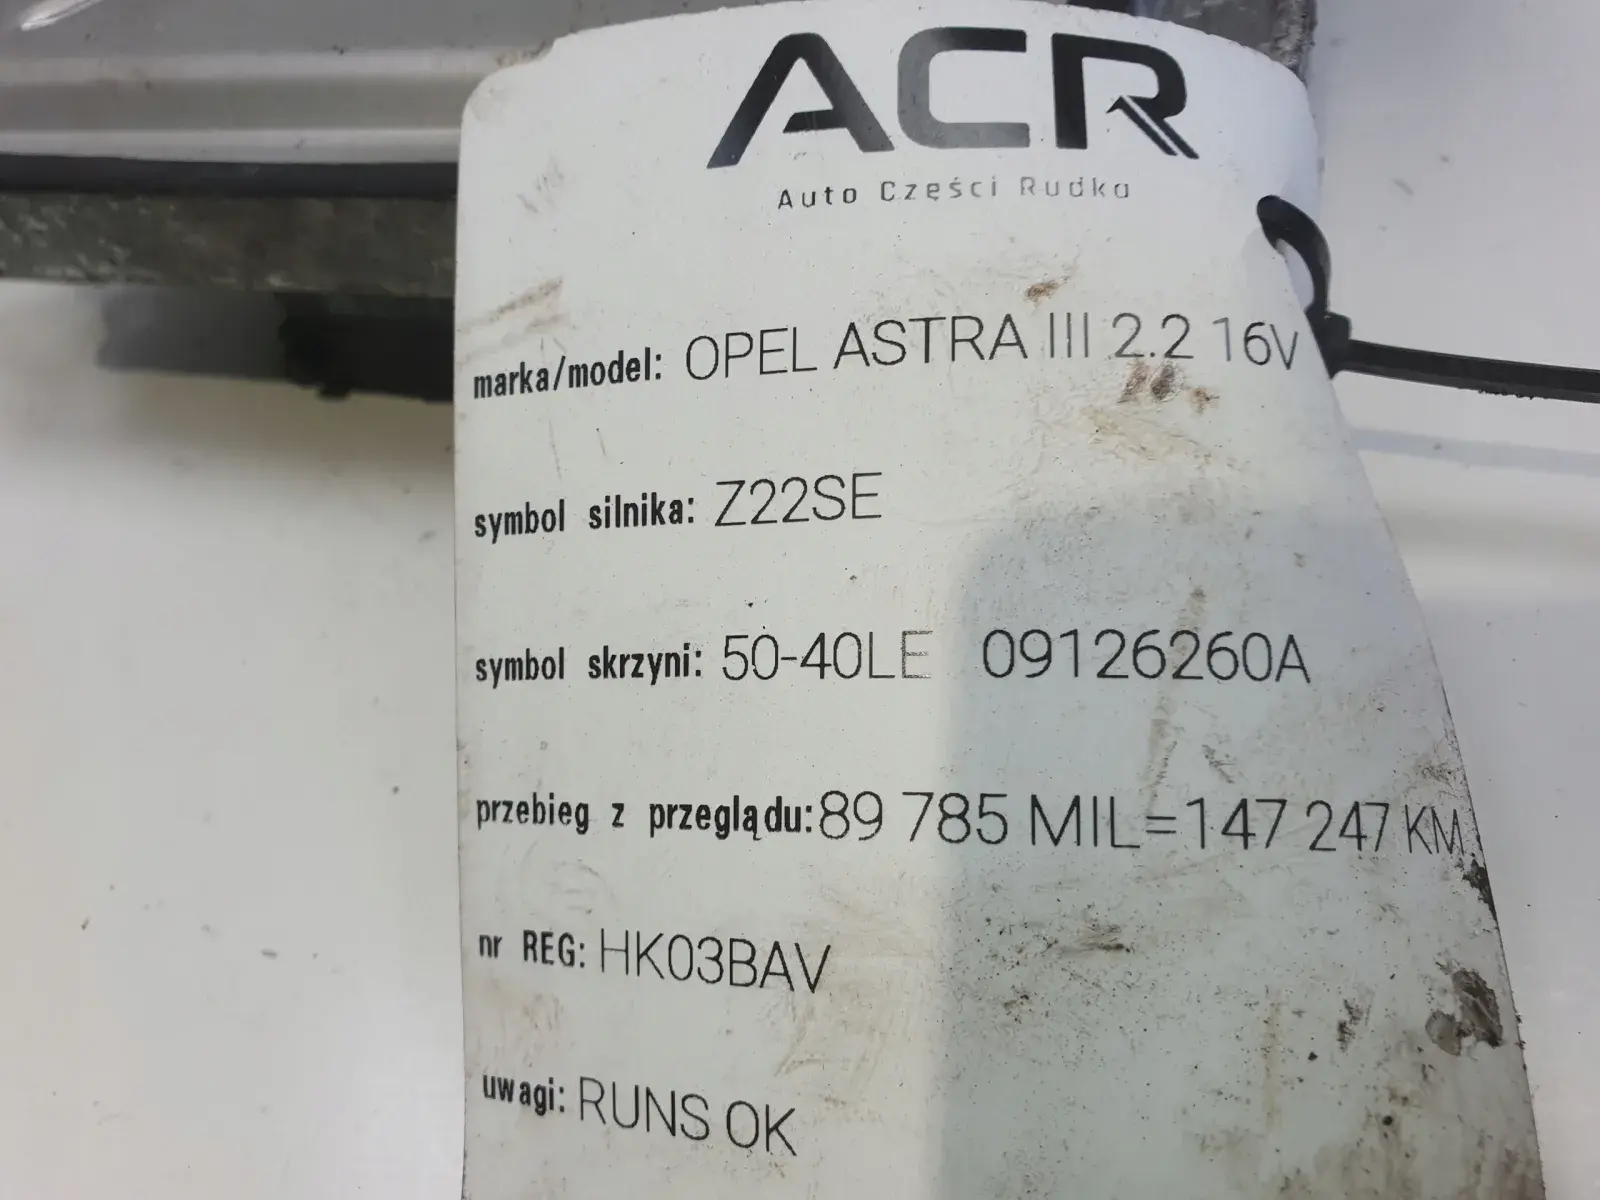 ACR
Auto Części Rudka
marka/model: OPEL ASTRA III 2.2 16V
symbol silnika: Z22SE
symbol skrzyni: 50-40LE 09126260A
przebieg z przeglądu: 89 785 MIL=147 247 KM
nr REG: HK03BAV
uwagi: RUNS OK